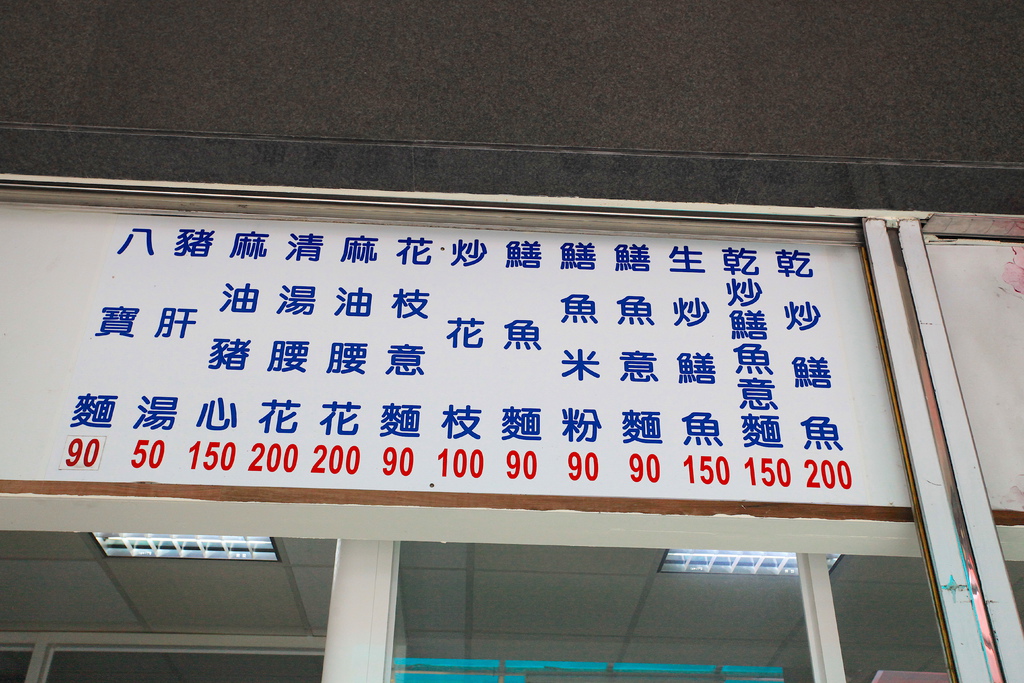 乾炒鱔魚 200
乾炒鱔魚意麵 150
生炒鱔魚 150
鱔魚意麵 90
鱔魚米粉 90
鱔魚麵 90
炒花枝 100
花枝意麵 90
麻油腰花 200
清湯腰花 200
麻油豬心 150
豬肝湯 50
八寶麵 90